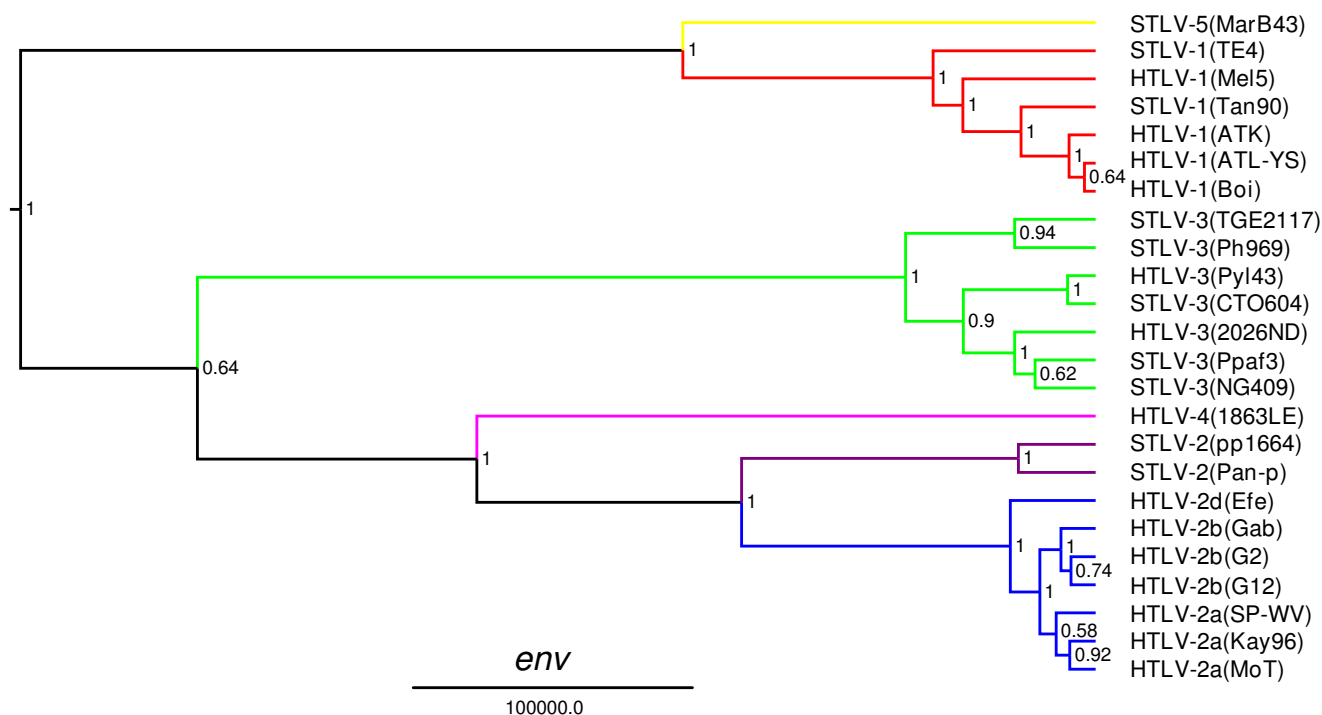 STLV-5(MarB43)
1
STLV-1(TE4)
1
HTLV-1(Mel5)
1
STLV-1(Tan90)
1
HTLV-1(ATK)
1
HTLV-1(ATL-YS)
0.64
HTLV-1(Boi)
1
STLV-3(TGE2117)
0.94
STLV-3(Ph969)
1
HTLV-3(Pyl43)
1
STLV-3(CTO604)
0.9
HTLV-3(2026ND)
1
STLV-3(Ppaf3)
0.64
0.62
STLV-3(NG409)
HTLV-4(1863LE)
1
STLV-2(pp1664)
1
STLV-2(Pan-p)
1
HTLV-2d(Efe)
HTLV-2b(Gab)
1
1
HTLV-2b(G2)
0.74
HTLV-2b(G12)
1
HTLV-2a(SP-WV)
0.58
HTLV-2a(Kay96)
0.92
HTLV-2a(MoT)
env
100000.0